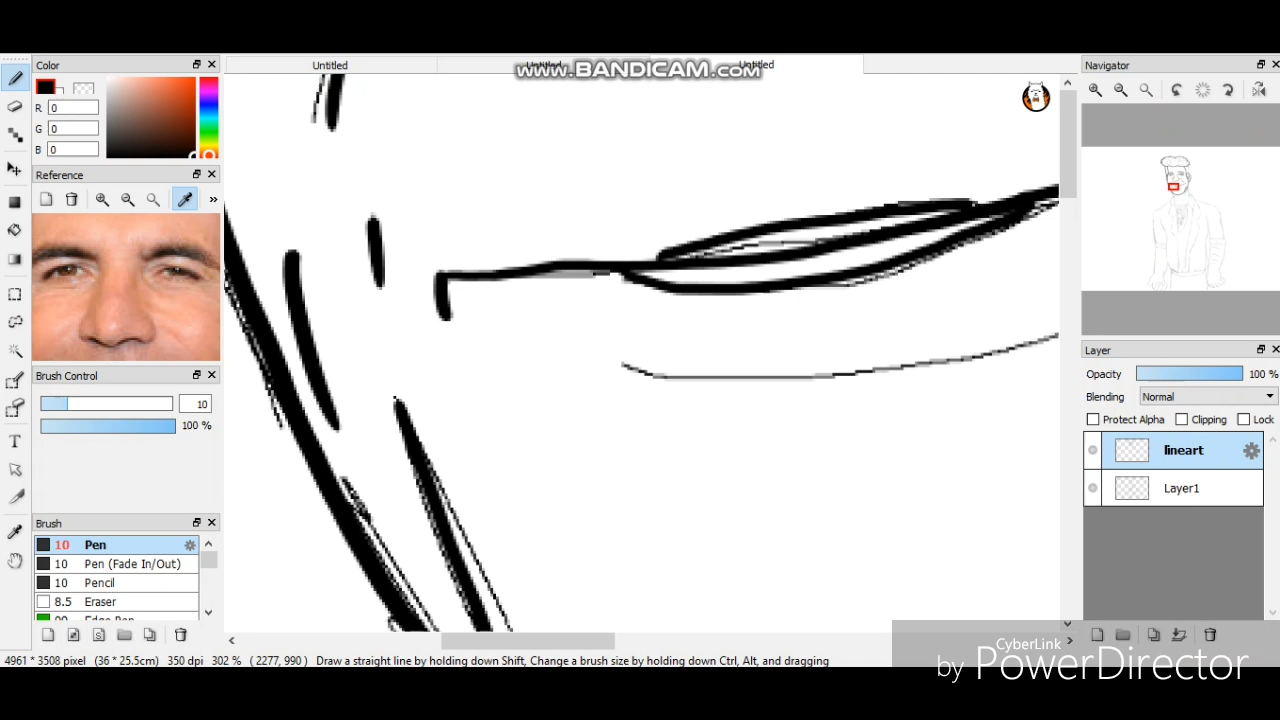 Color
Untitled
Untitled
Untitled
www.BANDICAM.com
Navigator
R 0
G 0
B 0
Reference
»
Brush Control
10
100 %
Layer
Opacity 100 %
Blending Normal
Protect Alpha Clipping Lock
lineart
Layer1
Brush
10 Pen
10 Pen (Fade In/Out)
10 Pencil
8.5 Eraser
T
4961 * 3508 pixel (36 * 25.5cm) 350 dpi 302 % ( 2277, 990 ) Draw a straight line by holding down Shift, Change a brush size by holding down Ctrl, Alt, and dragging
CyberLink
by PowerDirector